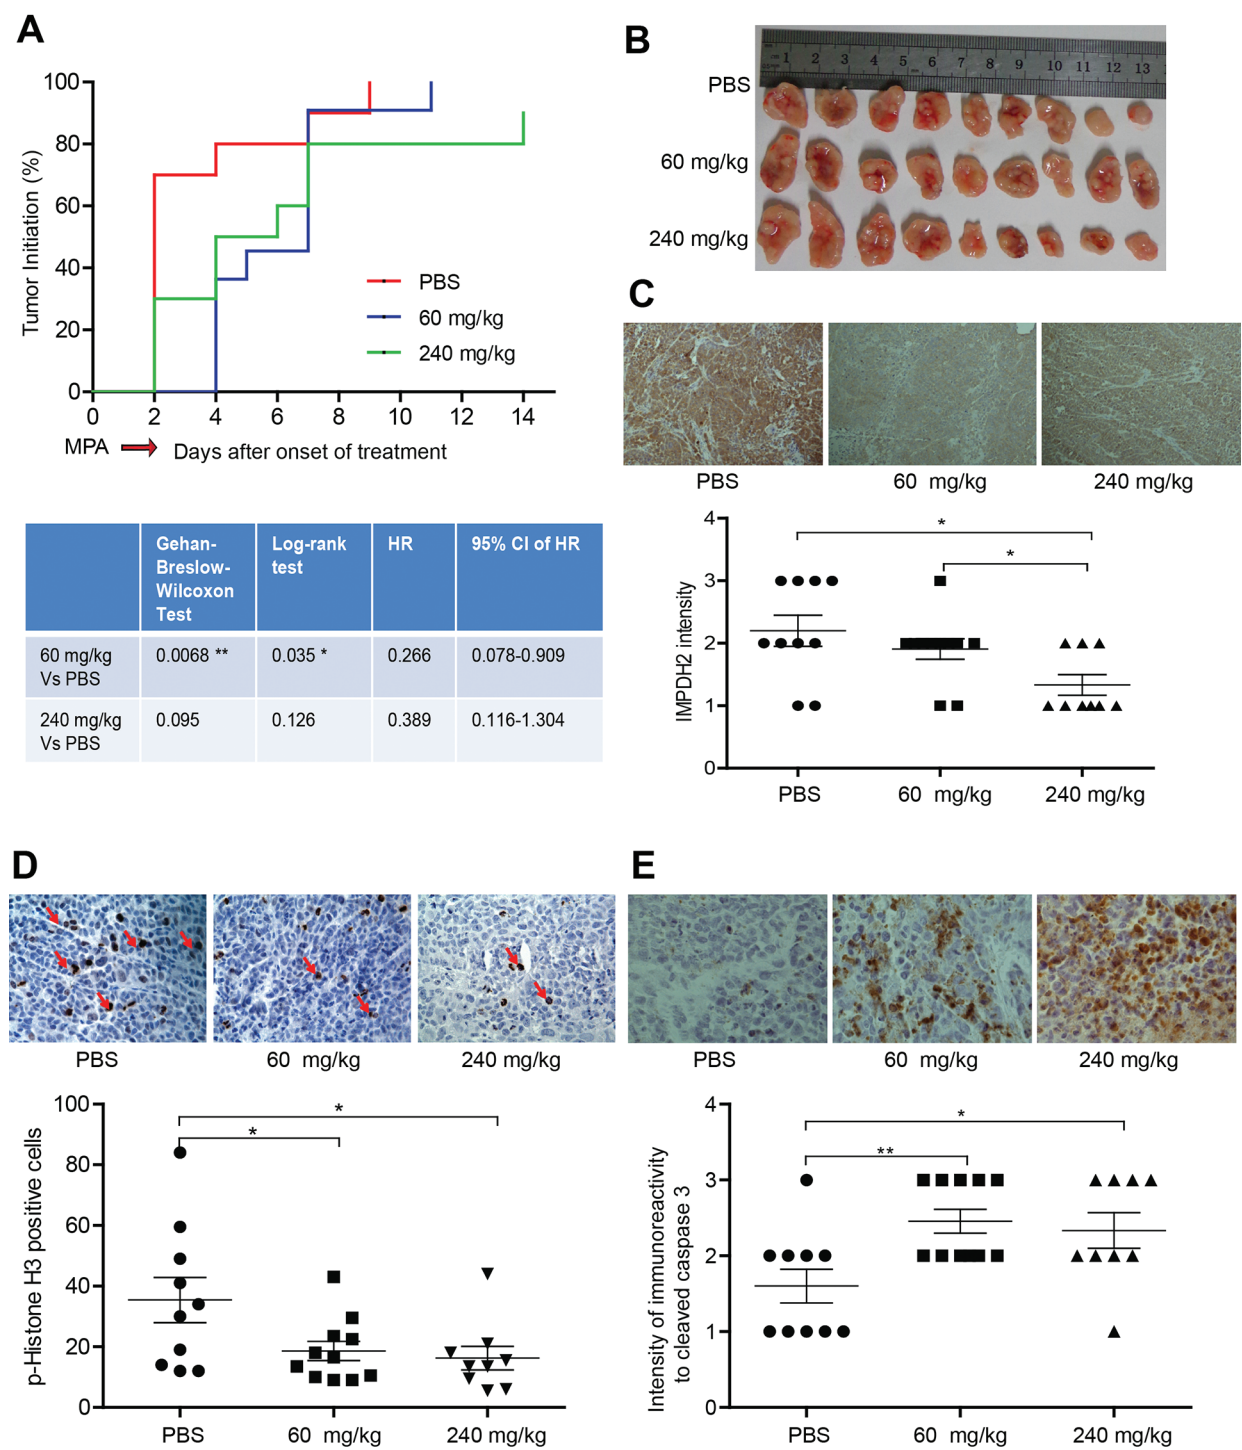 A
100
80
60
40
20
0
Tumor Initiation (%)
PBS
60 mg/kg
240 mg/kg
0 2 4 6 8 10 12 14
MPA
Days after onset of treatment
Gehan-Breslow-Wilcoxon Test
Log-rank test
HR
95% CI of HR
60 mg/kg Vs PBS
0.0068 **
0.035 *
0.266
0.078-0.909
240 mg/kg Vs PBS
0.095
0.126
0.389
0.116-1.304
B
1 2 3 4 5 6 7 8 9 10 11 12 13
PBS
60 mg/kg
240 mg/kg
C
PBS
60 mg/kg
240 mg/kg
4
3
2
1
0
IMPDH2 intensity
*
*
PBS
60 mg/kg
240 mg/kg
D
PBS
60 mg/kg
240 mg/kg
100
80
60
40
20
0
p-Histone H3 positive cells
*
*
PBS
60 mg/kg
240 mg/kg
E
PBS
60 mg/kg
240 mg/kg
4
3
2
1
0
Intensity of immunoreactivity
to cleaved caspase 3
*
**
PBS
60 mg/kg
240 mg/kg